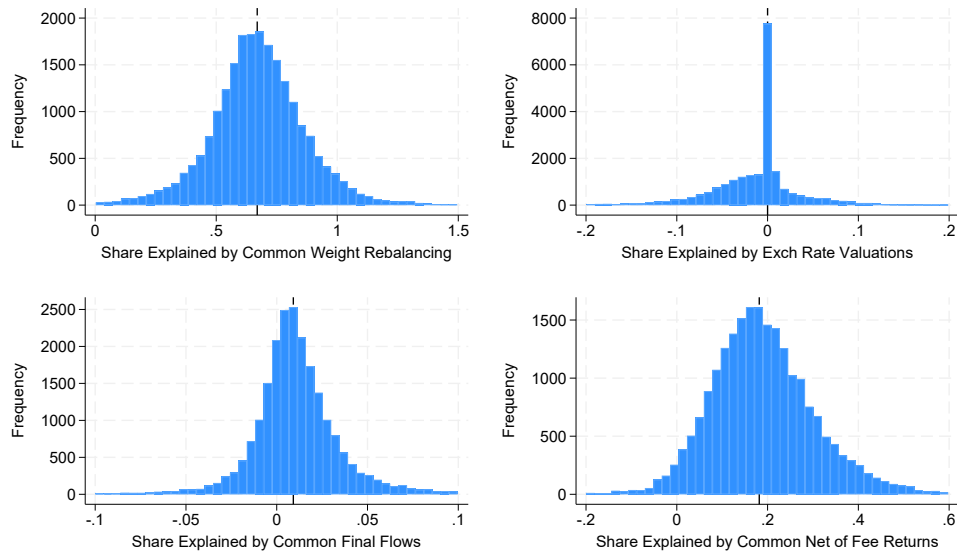 2000
1500
1000
500
0
Frequency
0 .5 1 1.5
Share Explained by Common Weight Rebalancing
8000
6000
4000
2000
0
Frequency
-.2 -.1 0 .1 .2
Share Explained by Exch Rate Valuations
2500
2000
1500
1000
500
0
Frequency
-.1 -.05 0 .05 .1
Share Explained by Common Final Flows
1500
1000
500
0
Frequency
-.2 0 .2 .4 .6
Share Explained by Common Net of Fee Returns